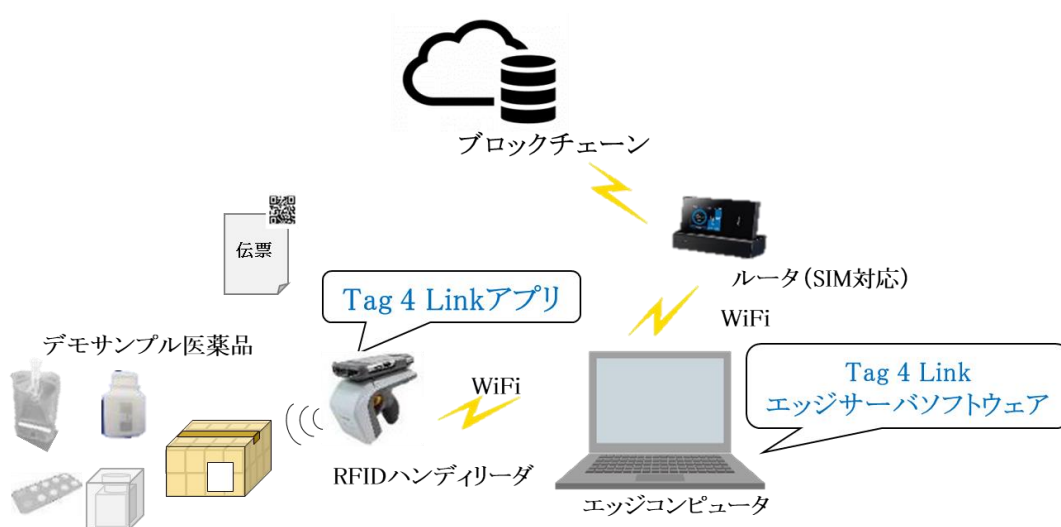 ブロックチェーン
伝票
ルータ（SIM対応）
Tag 4 Linkアプリ
WiFi
デモサンプル医薬品
WiFi
Tag 4 Link
エッジサーバソフトウェア
RFIDハンディリーダ
エッジコンピュータ